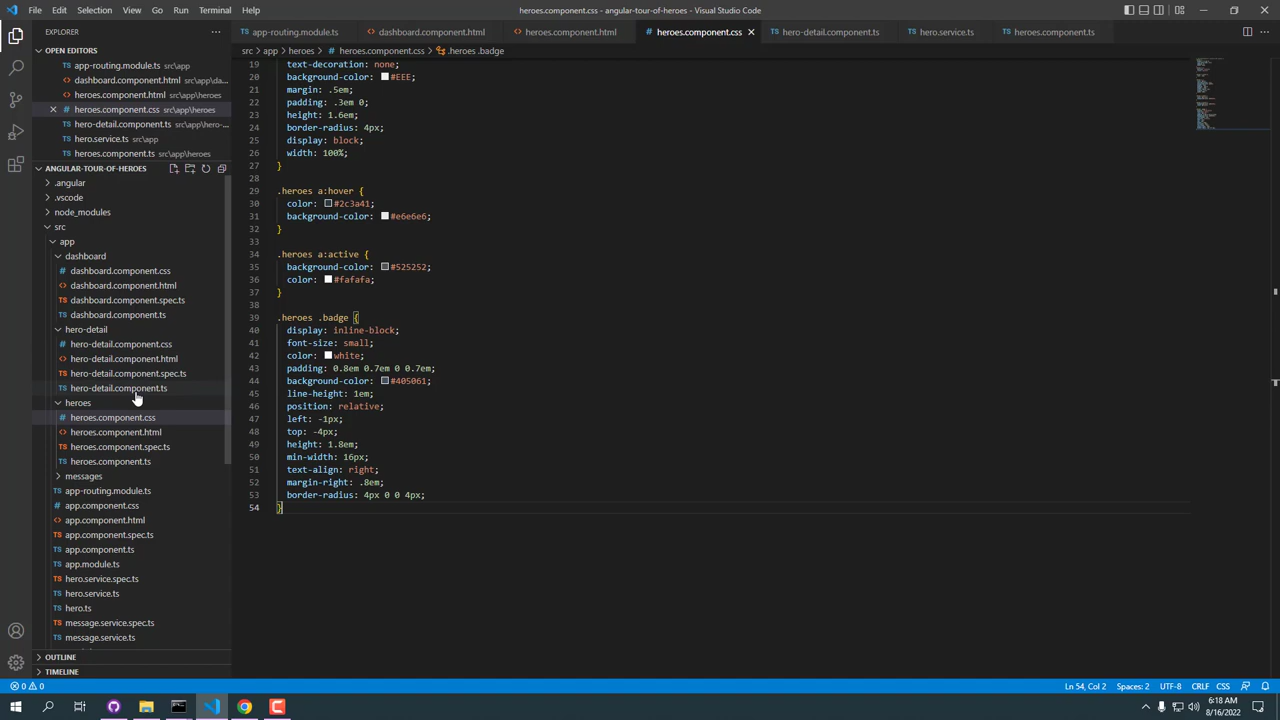 File Edit Selection View Go Run Terminal Help
heroes.component.css - angular-tour-of-heroes - Visual Studio Code
EXPLORER
OPEN EDITORS
app-routing.module.ts src\app
dashboard.component.html src\app\da...
heroes.component.html src\app\heroes
heroes.component.css src\app\heroes
hero-detail.component.ts src\app\hero-...
hero.service.ts src\app
heroes.component.ts src\app\heroes
ANGULAR-TOUR-OF-HEROES
.angular
.vscode
node_modules
src
app
dashboard
dashboard.component.css
dashboard.component.html
dashboard.component.spec.ts
dashboard.component.ts
hero-detail
hero-detail.component.css
hero-detail.component.html
hero-detail.component.spec.ts
hero-detail.component.ts
heroes
heroes.component.css
heroes.component.html
heroes.component.spec.ts
heroes.component.ts
messages
app-routing.module.ts
app.component.css
app.component.html
app.component.spec.ts
app.component.ts
app.module.ts
hero.service.spec.ts
hero.service.ts
hero.ts
message.service.spec.ts
message.service.ts
OUTLINE
TIMELINE
app-routing.module.ts dashboard.component.html heroes.component.html heroes.component.css hero-detail.component.ts hero.service.ts heroes.component.ts
src > app > heroes > # heroes.component.css > .heroes .badge
19 text-decoration: none;
20 background-color: #EEE;
21 margin: .5em;
22 padding: .3em 0;
23 height: 1.6em;
24 border-radius: 4px;
25 display: block;
26 width: 100%;
27 }
28
29 .heroes a:hover {
30 color: #2c3a41;
31 background-color: #e6e6e6;
32 }
33
34 .heroes a:active {
35 background-color: #525252;
36 color: #fafafa;
37 }
38
39 .heroes .badge {
40 display: inline-block;
41 font-size: small;
42 color: white;
43 padding: 0.8em 0.7em 0 0.7em;
44 background-color: #405061;
45 line-height: 1em;
46 position: relative;
47 left: -1px;
48 top: -4px;
49 height: 1.8em;
50 min-width: 16px;
51 text-align: right;
52 margin-right: .8em;
53 border-radius: 4px 0 0 4px;
54 }
0 0 Ln 54, Col 2 Spaces: 2 UTF-8 CRLF CSS
6:18 AM
8/16/2022